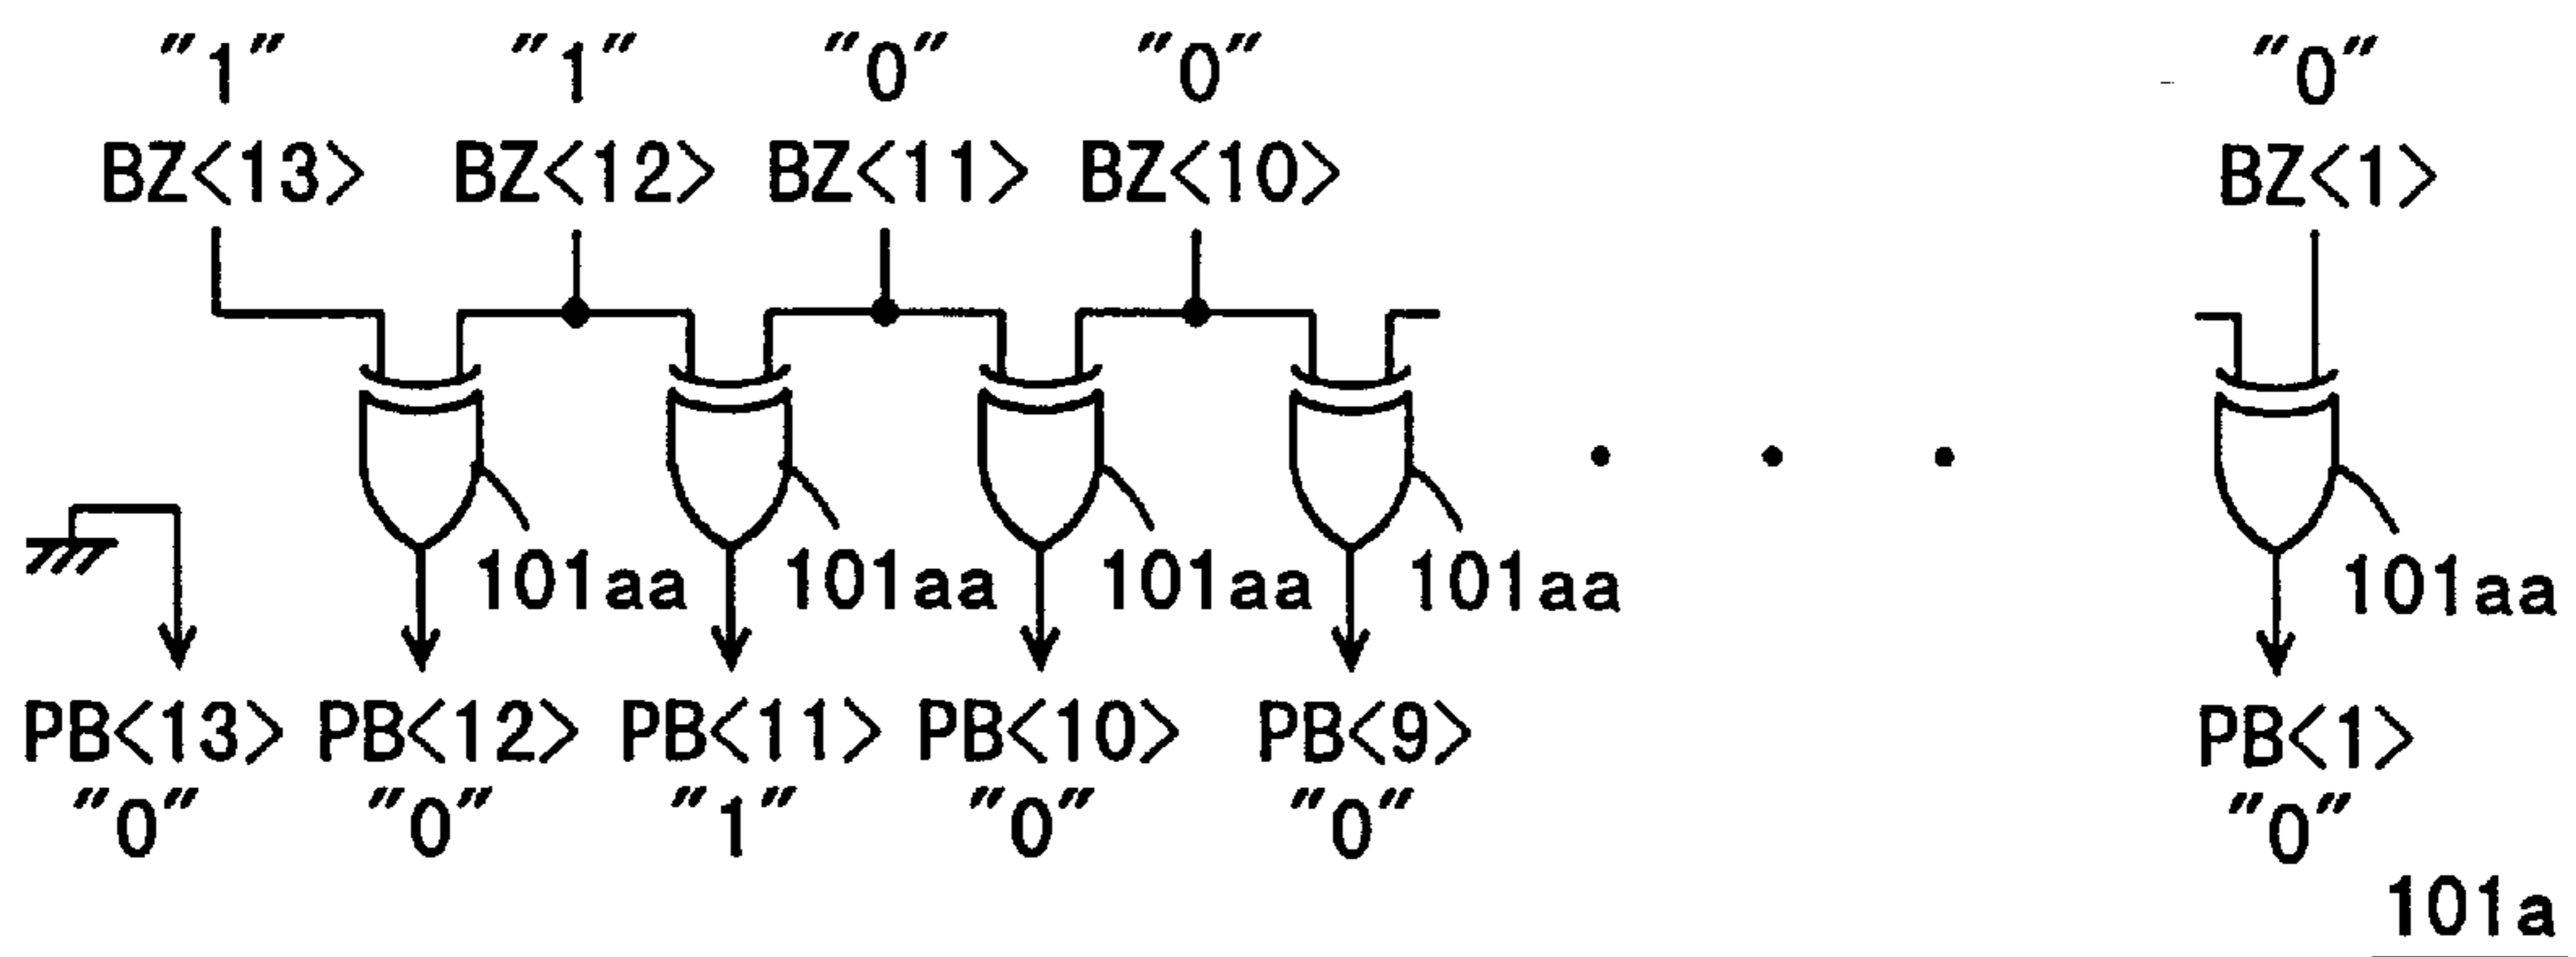 "1" "1" "0" "0" "0"
BZ<13> BZ<12> BZ<11> BZ<10> BZ<1>
101aa 101aa 101aa 101aa 101aa
PB<13> PB<12> PB<11> PB<10> PB<9> PB<1>
"0" "0" "1" "0" "0" "0"
101a